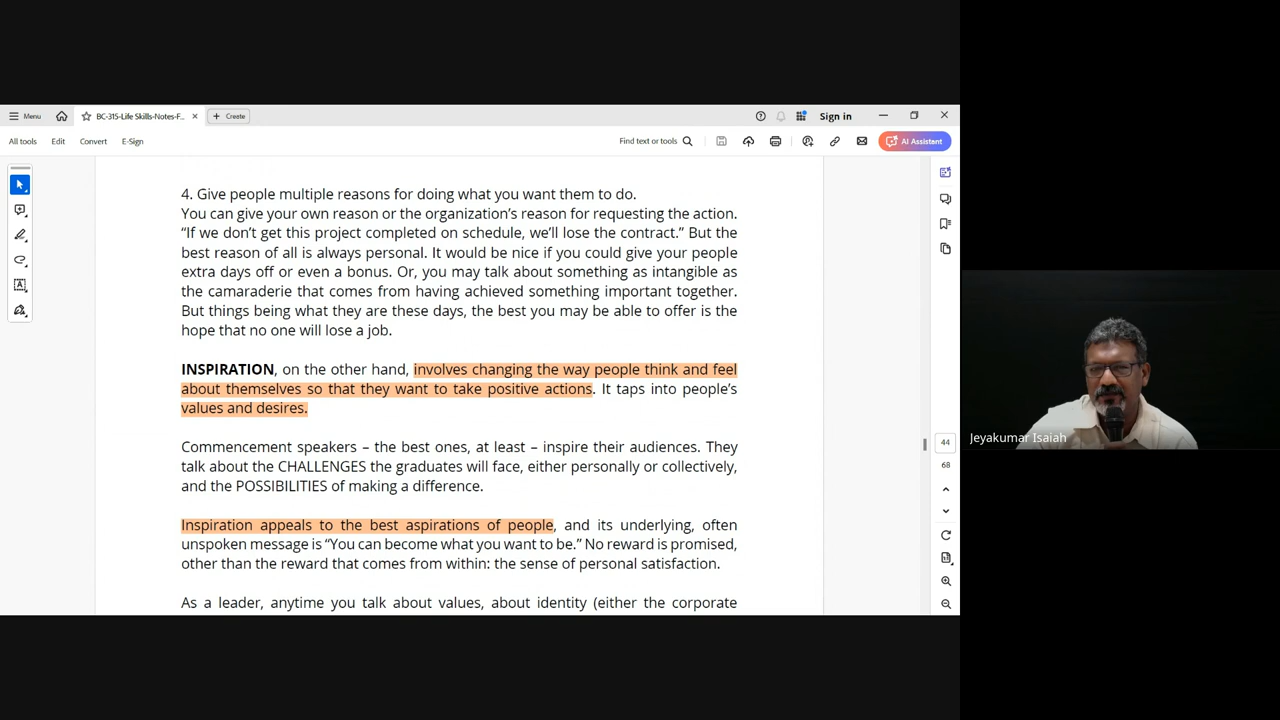 Menu
BC-315-Life Skills-Notes-F...
Create
Sign in
All tools
Edit
Convert
E-Sign
Find text or tools
AI Assistant
4. Give people multiple reasons for doing what you want them to do.
You can give your own reason or the organization’s reason for requesting the action.
“If we don’t get this project completed on schedule, we’ll lose the contract.” But the
best reason of all is always personal. It would be nice if you could give your people
extra days off or even a bonus. Or, you may talk about something as intangible as
the camaraderie that comes from having achieved something important together.
But things being what they are these days, the best you may be able to offer is the
hope that no one will lose a job.
INSPIRATION, on the other hand, involves changing the way people think and feel
about themselves so that they want to take positive actions. It taps into people’s
values and desires.
Commencement speakers – the best ones, at least – inspire their audiences. They
talk about the CHALLENGES the graduates will face, either personally or collectively,
and the POSSIBILITIES of making a difference.
Inspiration appeals to the best aspirations of people, and its underlying, often
unspoken message is “You can become what you want to be.” No reward is promised,
other than the reward that comes from within: the sense of personal satisfaction.
As a leader, anytime you talk about values, about identity (either the corporate
44
68
Jeyakumar Isaiah